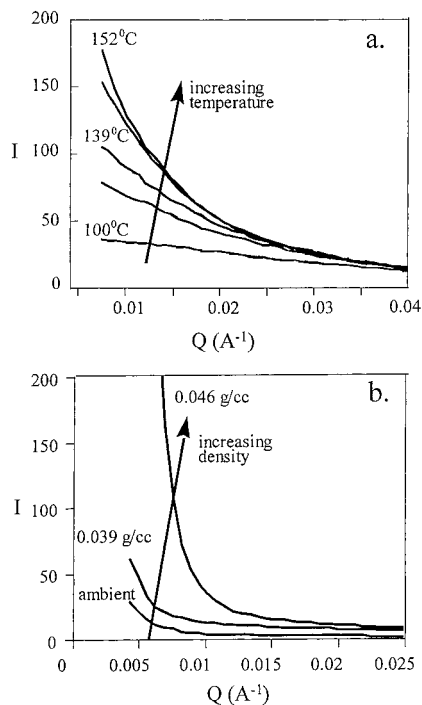 a.
200
152⁰C
increasing
temperature
150
139⁰C
I
100
50
100⁰C
0
0.01
0.02
0.03
0.04
Q (A⁻¹)
b.
200
0.046 g/cc
increasing
density
150
I
100
0.039 g/cc
50
ambient
0
0
0.005
0.01
0.015
0.02
0.025
Q (A⁻¹)